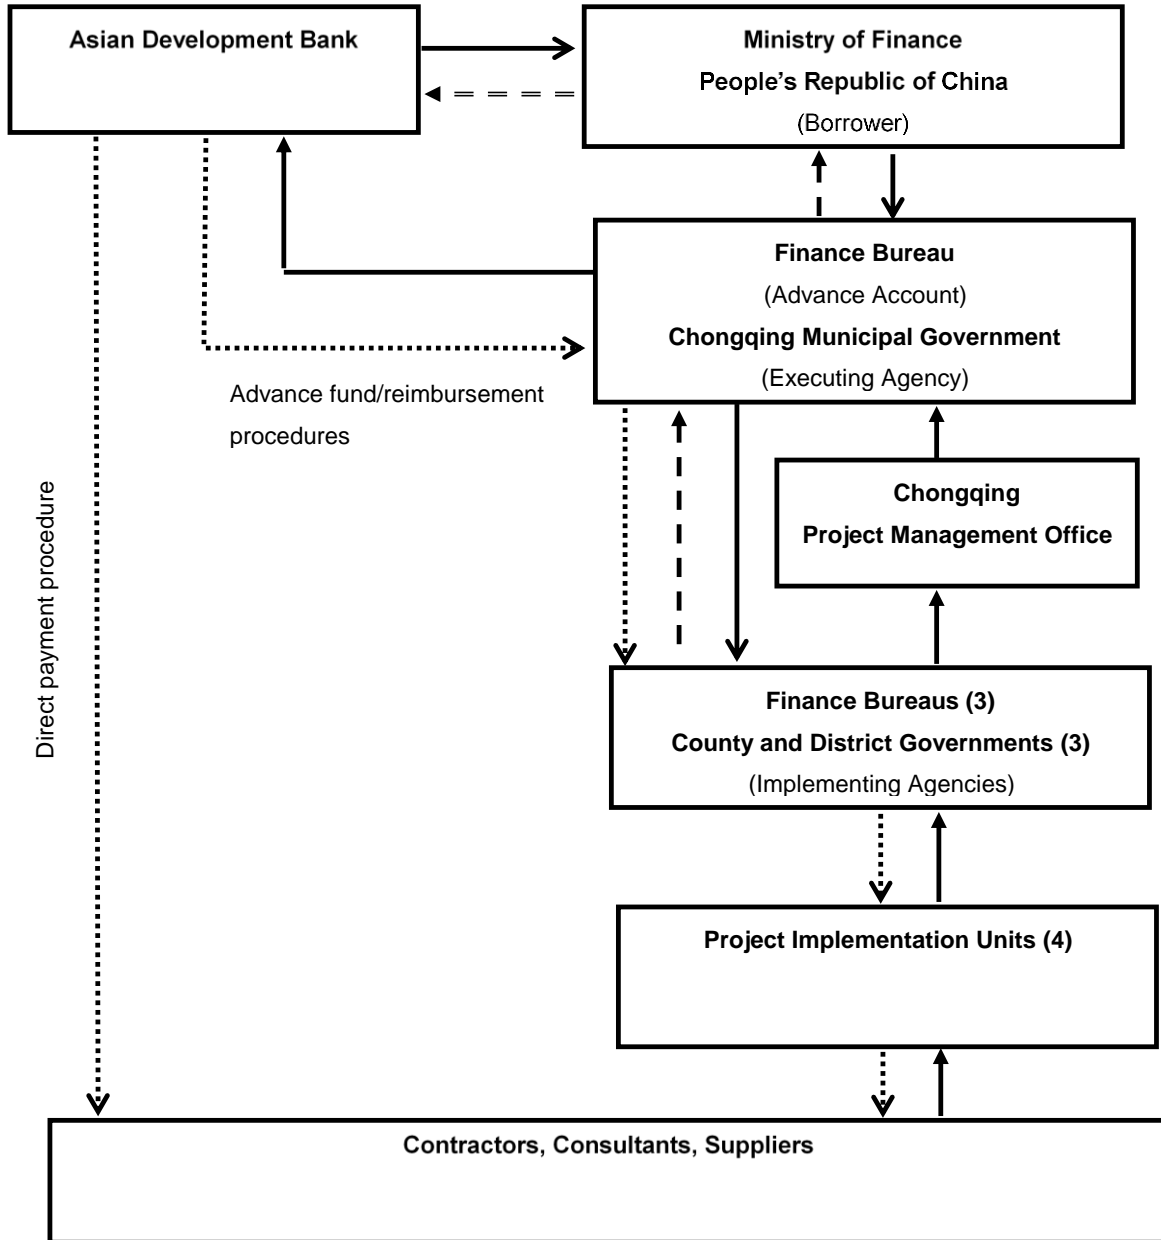 Asian Development Bank
Ministry of Finance
People's Republic of China
(Borrower)
Finance Bureau
(Advance Account)
Chongqing Municipal Government
(Executing Agency)
Advance fund/reimbursement
procedures
Chongqing
Project Management Office
Direct payment procedure
Finance Bureaus (3)
County and District Governments (3)
(Implementing Agencies)
Project Implementation Units (4)
Contractors, Consultants, Suppliers